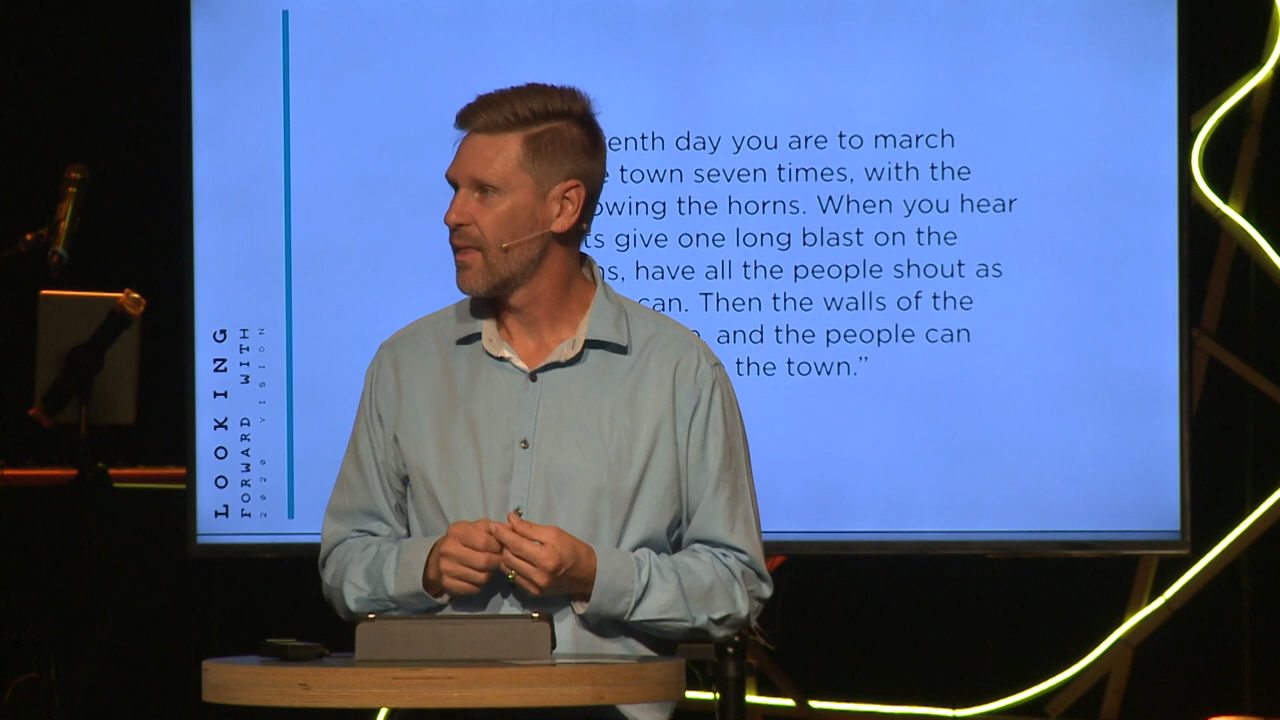 LOOKING
FORWARD WITH
2020 VISION
enth day you are to march
e town seven times, with the
owing the horns. When you hear
ts give one long blast on the
ns, have all the people shout as
can. Then the walls of the
and the people can
the town.”